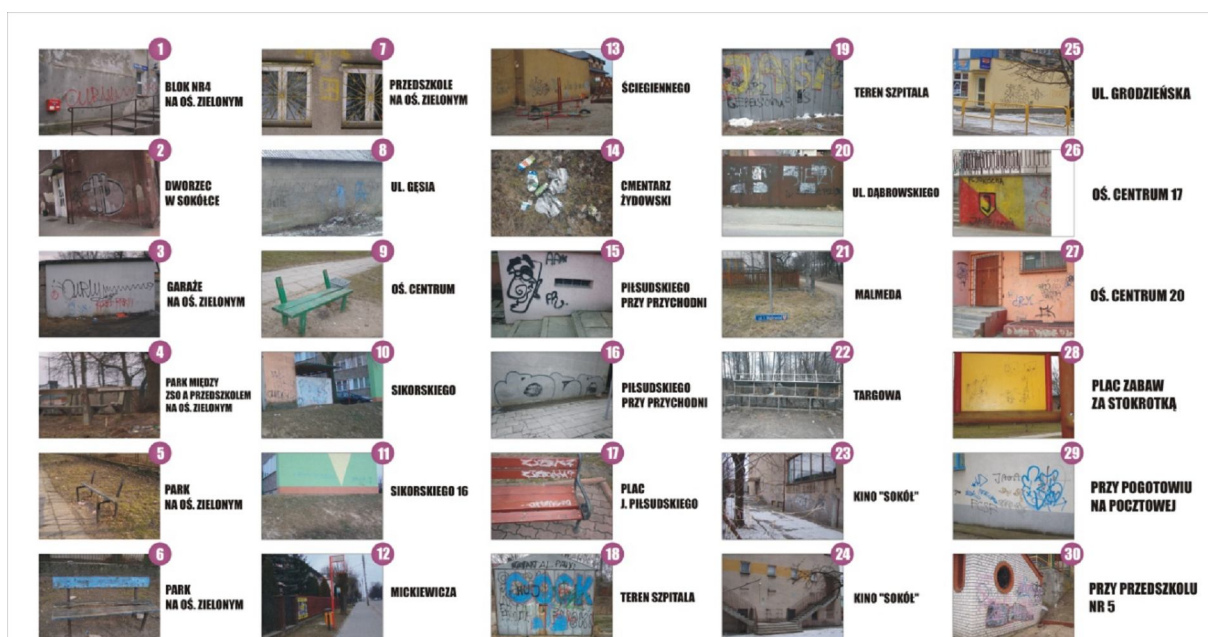 1
BLOK NR4
NA OŚ. ZIELONYM
2
DWORZEC
W SOKÓŁCE
3
GARAŻE
NA OŚ. ZIELONYM
4
PARK MIĘDZY
ZSO A PRZEDSZKOLEM
NA OŚ. ZIELONYM
5
PARK
NA OŚ. ZIELONYM
6
PARK
NA OŚ. ZIELONYM
7
PRZEDSZKOLE
NA OŚ. ZIELONYM
8
UL. GĘSIA
9
OŚ. CENTRUM
10
SIKORSKIEGO
11
SIKORSKIEGO 16
12
MICKIEWICZA
13
ŚCIEGIENNEGO
14
CMENTARZ
ŻYDOWSKI
15
PIŁSUDSKIEGO
PRZY PRZYCHODNI
16
PIŁSUDSKIEGO
PRZY PRZYCHODNI
17
PLAC
J. PIŁSUDSKIEGO
18
TEREN SZPITALA
19
TEREN SZPITALA
20
UL. DĄBROWSKIEGO
21
MALMEDA
22
TARGOWA
23
KINO "SOKÓŁ"
24
KINO "SOKÓŁ"
25
UL. GRODZIEŃSKA
26
OŚ. CENTRUM 17
27
OŚ. CENTRUM 20
28
PLAC ZABAW
ZA STOKROTKĄ
29
PRZY POGOTOWIU
NA POCZTOWEJ
30
PRZY PRZEDSZKOLU
NR 5